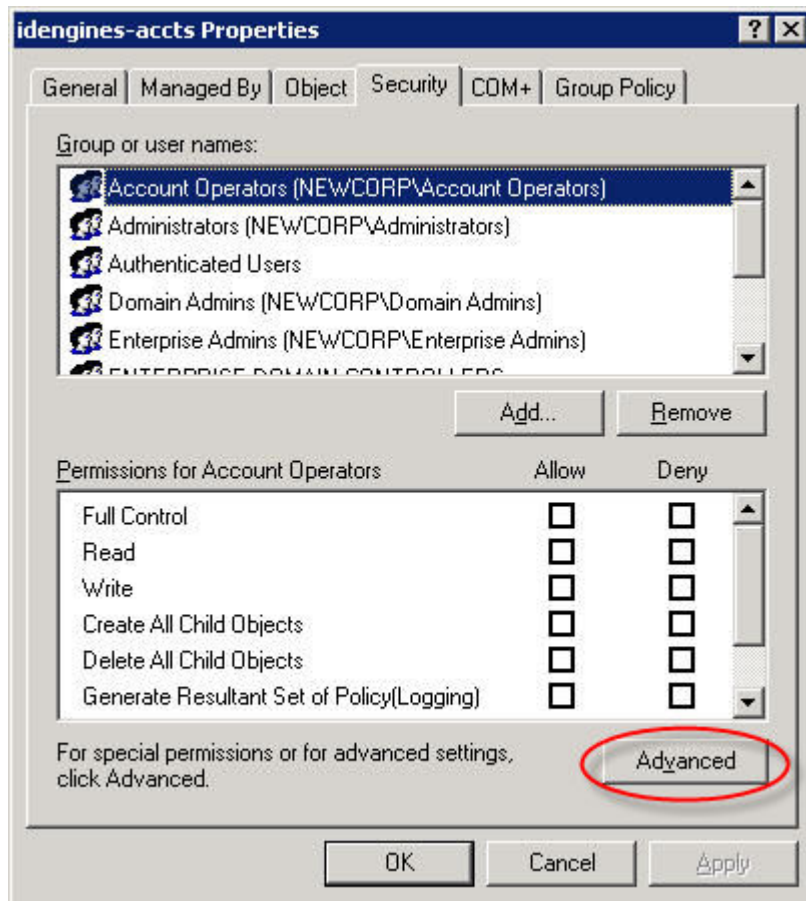 idengines-accts Properties
General Managed By Object Security COM+ Group Policy
Group or user names:
Account Operators (NEWCORP\Account Operators)
Administrators (NEWCORP\Administrators)
Authenticated Users
Domain Admins (NEWCORP\Domain Admins)
Enterprise Admins (NEWCORP\Enterprise Admins)
ENTERPRISE DOMAIN CONTROLLERS
Add... Remove
Permissions for Account Operators Allow Deny
Full Control
Read
Write
Create All Child Objects
Delete All Child Objects
Generate Resultant Set of Policy(Logging)
For special permissions or for advanced settings,
click Advanced.
Advanced
OK Cancel Apply